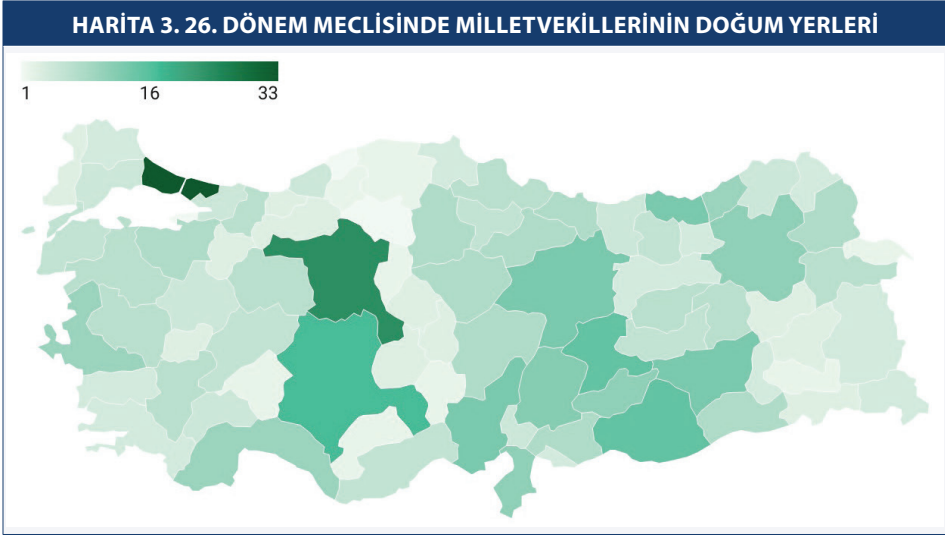 HARİTA 3. 26. DÖNEM MECLİSİNDE MİLLETVEKİLLERİNİN DOĞUM YERLERİ
1 16 33